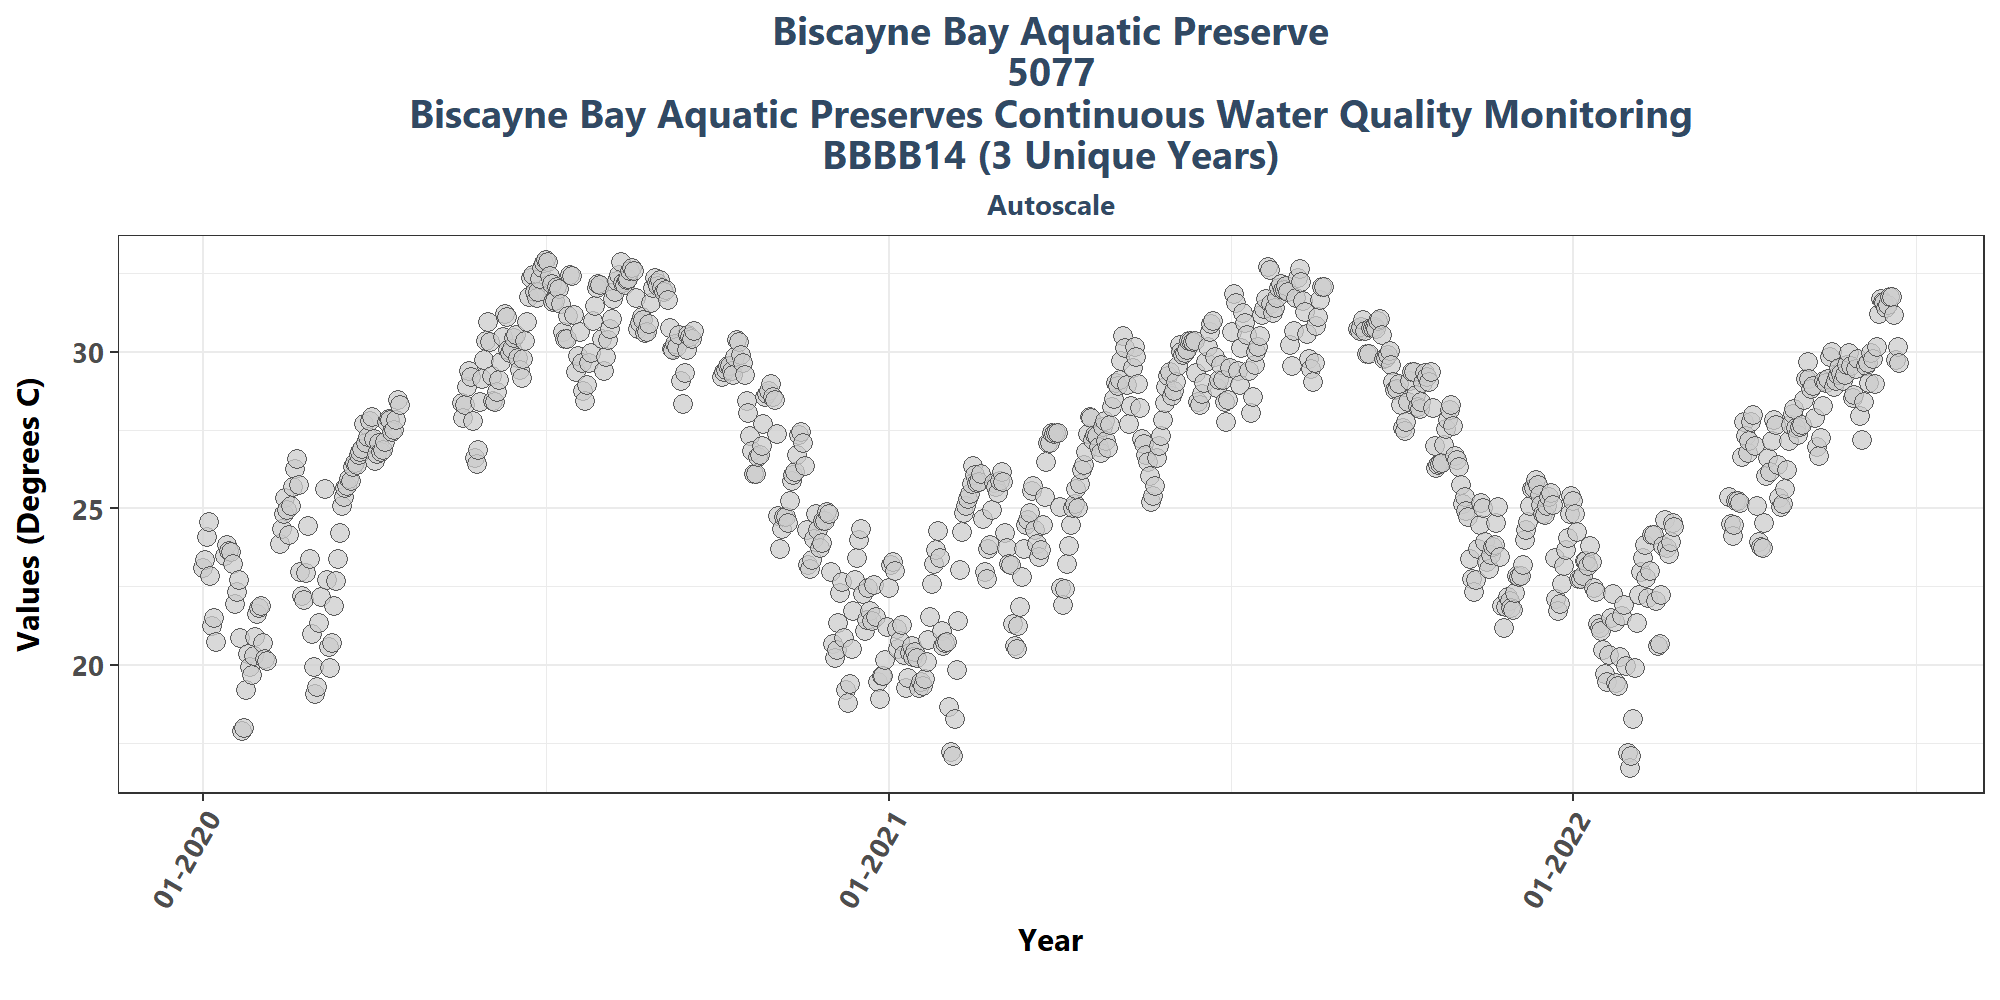 Biscayne Bay Aquatic Preserve
5077
Biscayne Bay Aquatic Preserves Continuous Water Quality Monitoring
BBBB14 (3 Unique Years)
Autoscale
Values (Degrees C)
30
25
20
01-2020
01-2021
01-2022
Year